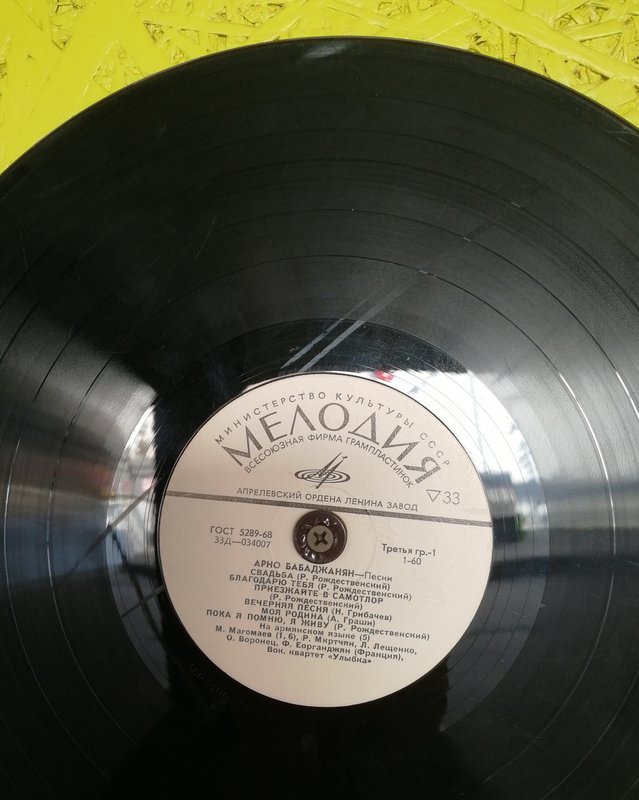 МИНИСТЕРСТВО КУЛЬТУРЫ СССР
МЕЛОДИЯ
ВСЕСОЮЗНАЯ ФИРМА ГРАМПЛАСТИНОК
АПРЕЛЕВСКИЙ ОРДЕНА ЛЕНИНА ЗАВОД
33
ГОСТ 5289-68
33Д—034007
Третья гр.-1
1-60
АРНО БАБАДЖАНЯН—Песни
СВАДЬБА (Р. Рождественский)
БЛАГОДАРЮ ТЕБЯ (Р. Рождественский)
ПРИЕЗЖАЙТЕ В САМОТЛОР
(Р. Рождественский)
ВЕЧЕРНЯЯ ПЕСНЯ (Н. Грибачев)
МОЯ РОДИНА (А. Граши)
ПОКА Я ПОМНЮ, Я ЖИВУ (Р. Рождественский)
На армянском языке (5)
М. Магомаев (1, 6), Р. Мкртчян, Л. Лещенко,
О. Воронец, Ф. Еорганджян (Франция),
Вок. квартет «Улыбка»